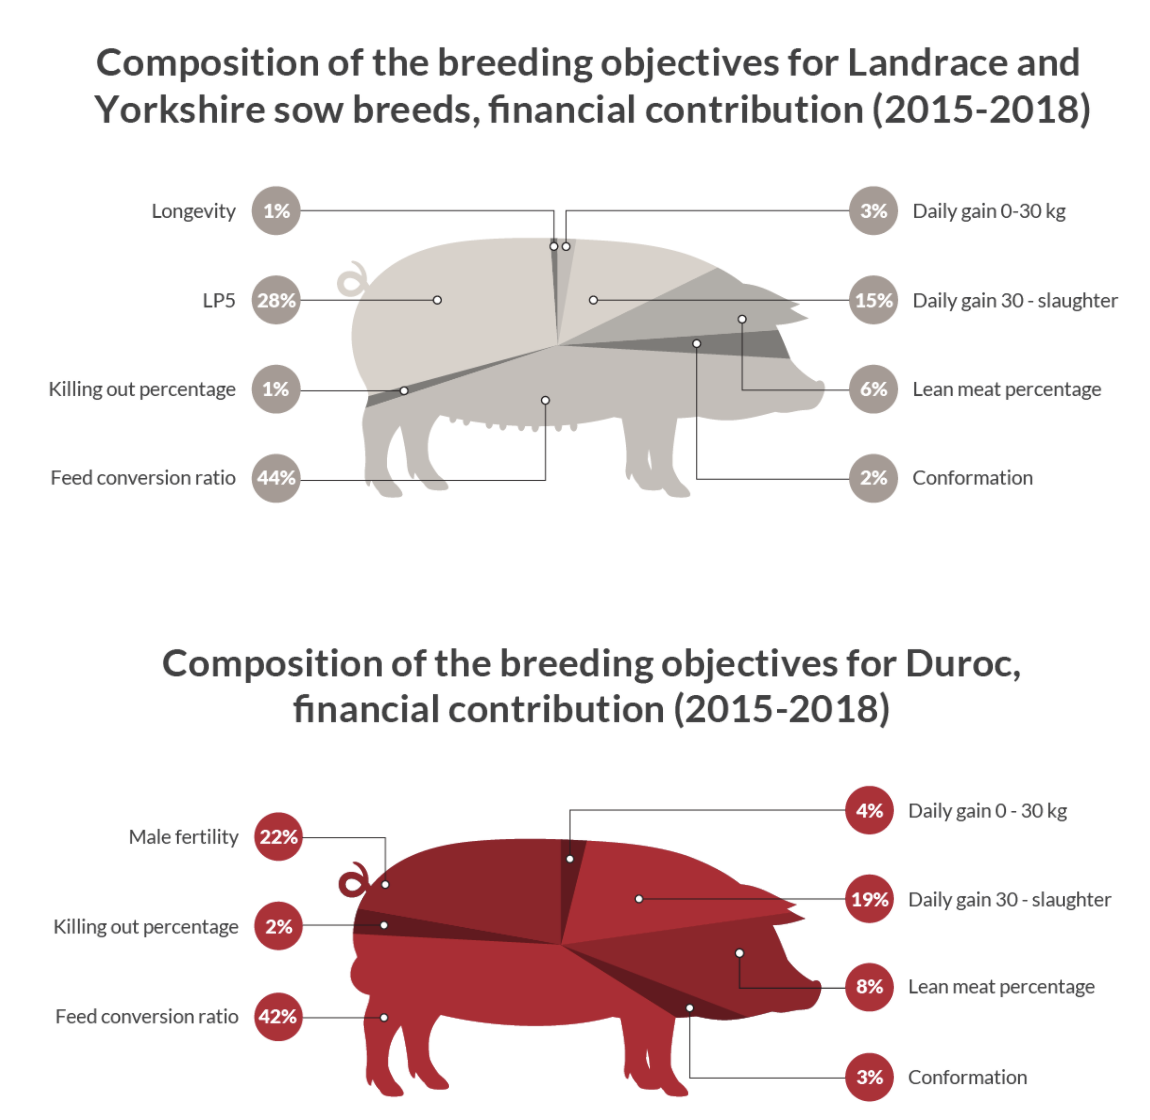 Composition of the breeding objectives for Landrace and
Yorkshire sow breeds, financial contribution (2015-2018)
Longevity 1%
3% Daily gain 0-30 kg
LP5 28%
15% Daily gain 30 - slaughter
Killing out percentage 1%
6% Lean meat percentage
Feed conversion ratio 44%
2% Conformation
Composition of the breeding objectives for Duroc,
financial contribution (2015-2018)
4% Daily gain 0 - 30 kg
Male fertility 22%
19% Daily gain 30 - slaughter
Killing out percentage 2%
8% Lean meat percentage
Feed conversion ratio 42%
3% Conformation